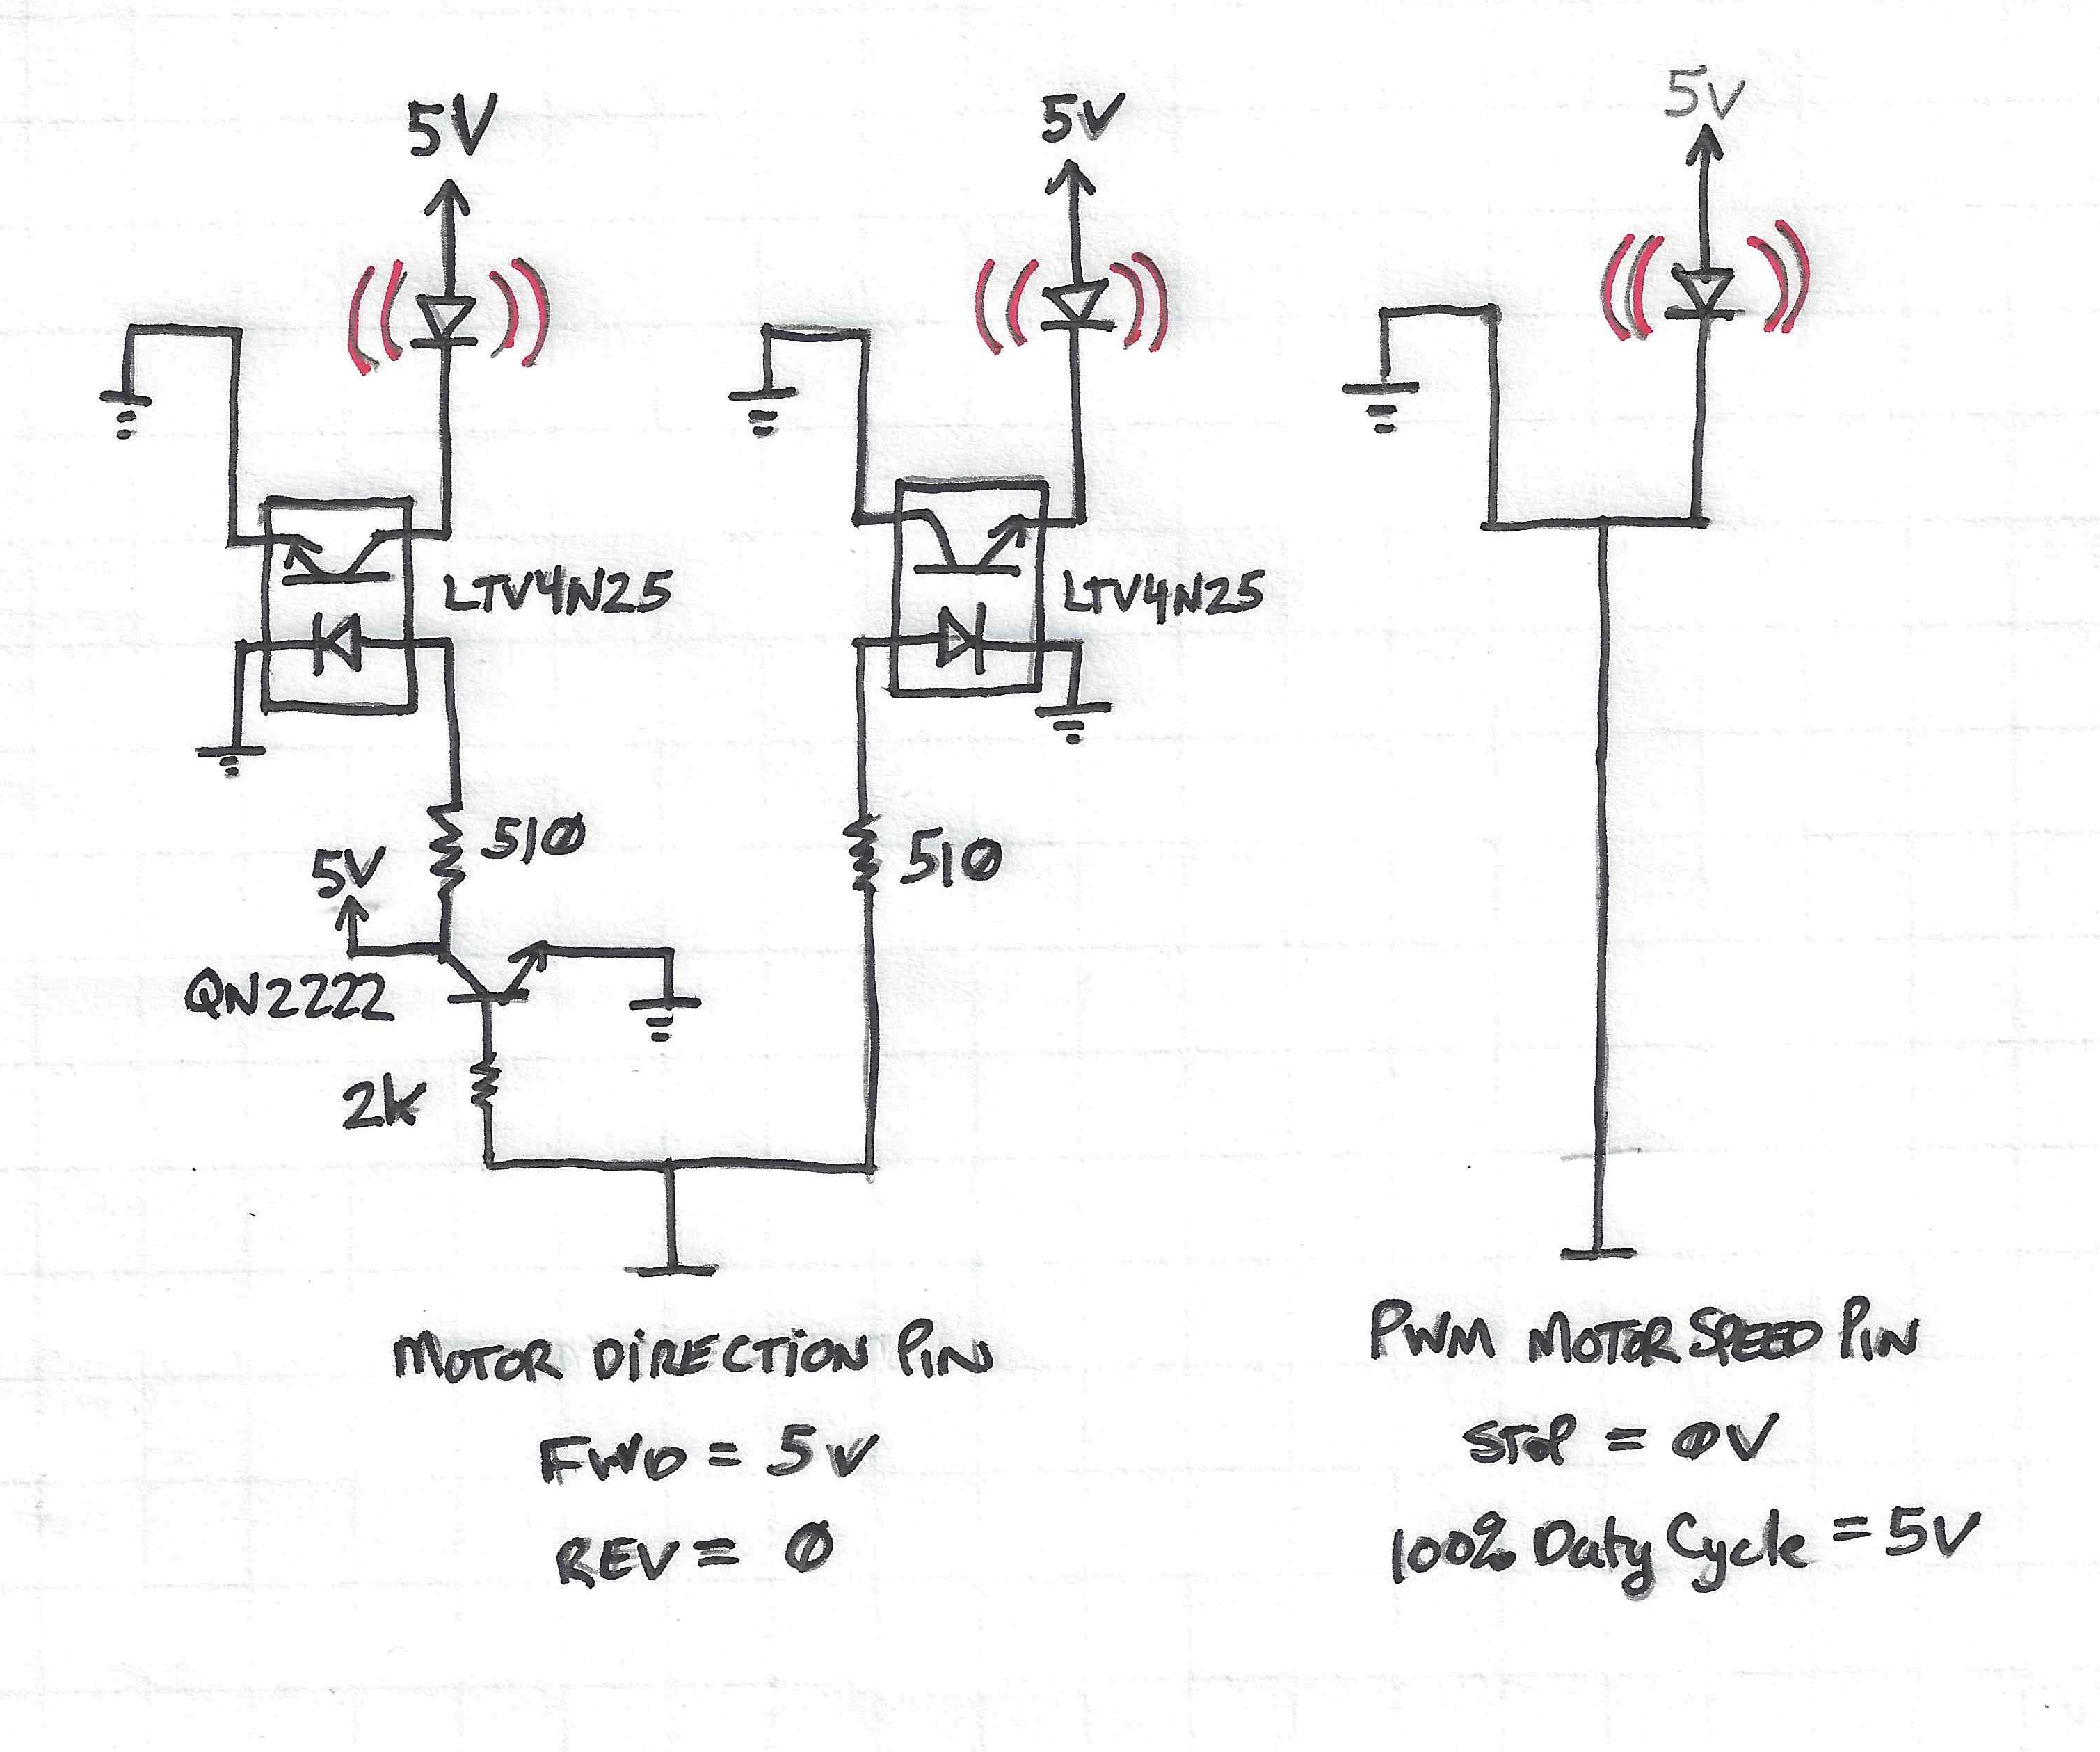 5V
5V
5V
LTV4N25
LTV4N25
510
510
5V
QN2222
2K
MOTOR DIRECTION PIN
FWD = 5V
REV = 0
PWM MOTOR SPEED PIN
STOP = 0V
100% Duty Cycle = 5V